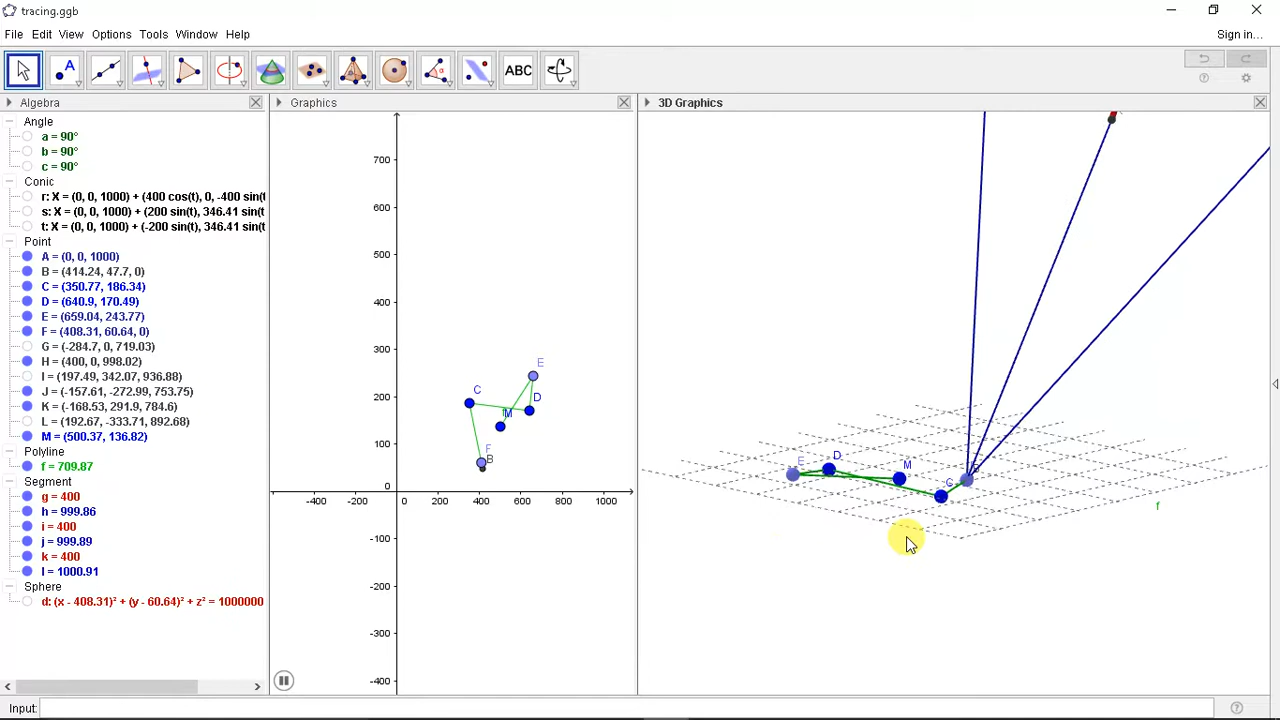 tracing.ggb
File Edit View Options Tools Window Help
Sign in...
A
ABC
Algebra
Graphics
3D Graphics
Angle
a = 90°
b = 90°
c = 90°
Conic
r: X = (0, 0, 1000) + (400 cos(t), 0, -400 sin(t
s: X = (0, 0, 1000) + (200 sin(t), 346.41 sin(t
t: X = (0, 0, 1000) + (-200 sin(t), 346.41 sin(t
Point
A = (0, 0, 1000)
B = (414.24, 47.7, 0)
C = (350.77, 186.34)
D = (640.9, 170.49)
E = (659.04, 243.77)
F = (408.31, 60.64, 0)
G = (-284.7, 0, 719.03)
H = (400, 0, 998.02)
I = (197.49, 342.07, 936.88)
J = (-157.61, -272.99, 753.75)
K = (-168.53, 291.9, 784.6)
L = (192.67, -333.71, 892.68)
M = (500.37, 136.82)
Polyline
f = 709.87
Segment
g = 400
h = 999.86
i = 400
j = 999.89
k = 400
l = 1000.91
Sphere
d: (x - 408.31)² + (y - 60.64)² + z² = 1000000
700
600
500
400
300
200
100
0
-100
-200
-300
-400
-400 -200 0 200 400 600 800 1000
E
C
D
M
F
B
E
D
M
C
f
Input: